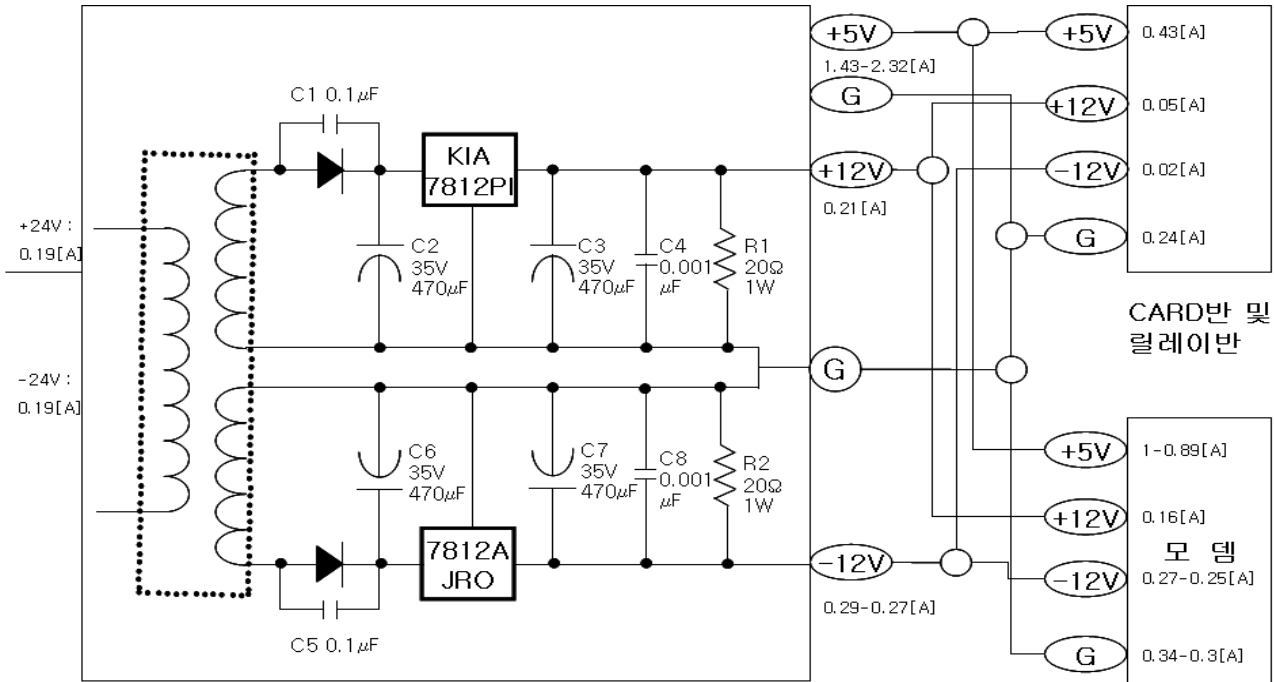 +5V
1.43-2.32[A]
G
+12V
0.21[A]
G
-12V
0.29-0.27[A]
+24V :
0.19[A]
-24V :
0.19[A]
C1 0.1μF
KIA
7812PI
C2
35V
470μF
C3
35V
470μF
C4
0.001
μF
R1
20Ω
1W
C6
35V
470μF
C7
35V
470μF
C8
0.001
μF
R2
20Ω
1W
7812A
JRO
C5 0.1μF
+5V 0.43[A]
+12V 0.05[A]
-12V 0.02[A]
G 0.24[A]
CARD반 및
릴레이반
+5V 1-0.89[A]
+12V 0.16[A]
모 뎀
-12V 0.27-0.25[A]
G 0.34-0.3[A]